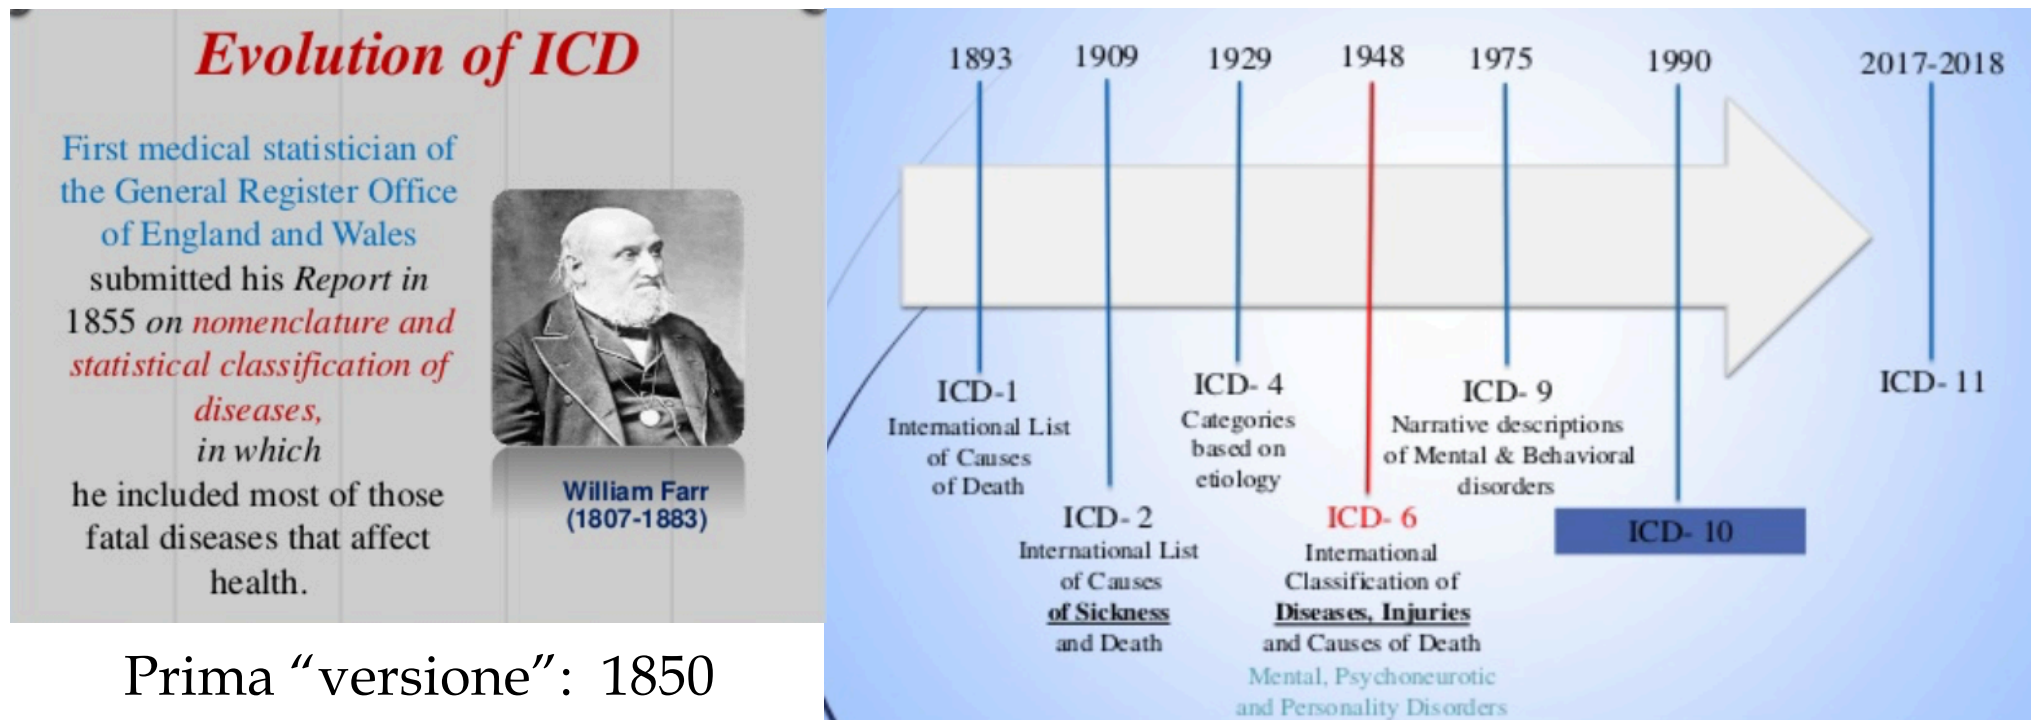 Evolution of ICD
First medical statistician of
the General Register Office
of England and Wales
submitted his Report in
1855 on nomenclature and
statistical classification of
diseases,
in which
he included most of those
fatal diseases that affect
health.
William Farr
(1807-1883)
Prima “versione”: 1850
1893
1909
1929
1948
1975
1990
2017-2018
ICD-1
International List
of Causes
of Death
ICD- 2
International List
of Causes
of Sickness
and Death
ICD- 4
Categories
based on
etiology
ICD- 6
International
Classification of
Diseases, Injuries
and Causes of Death
Mental, Psychoneurotic
and Personality Disorders
ICD- 9
Narrative descriptions
of Mental & Behavioral
disorders
ICD- 10
ICD- 11